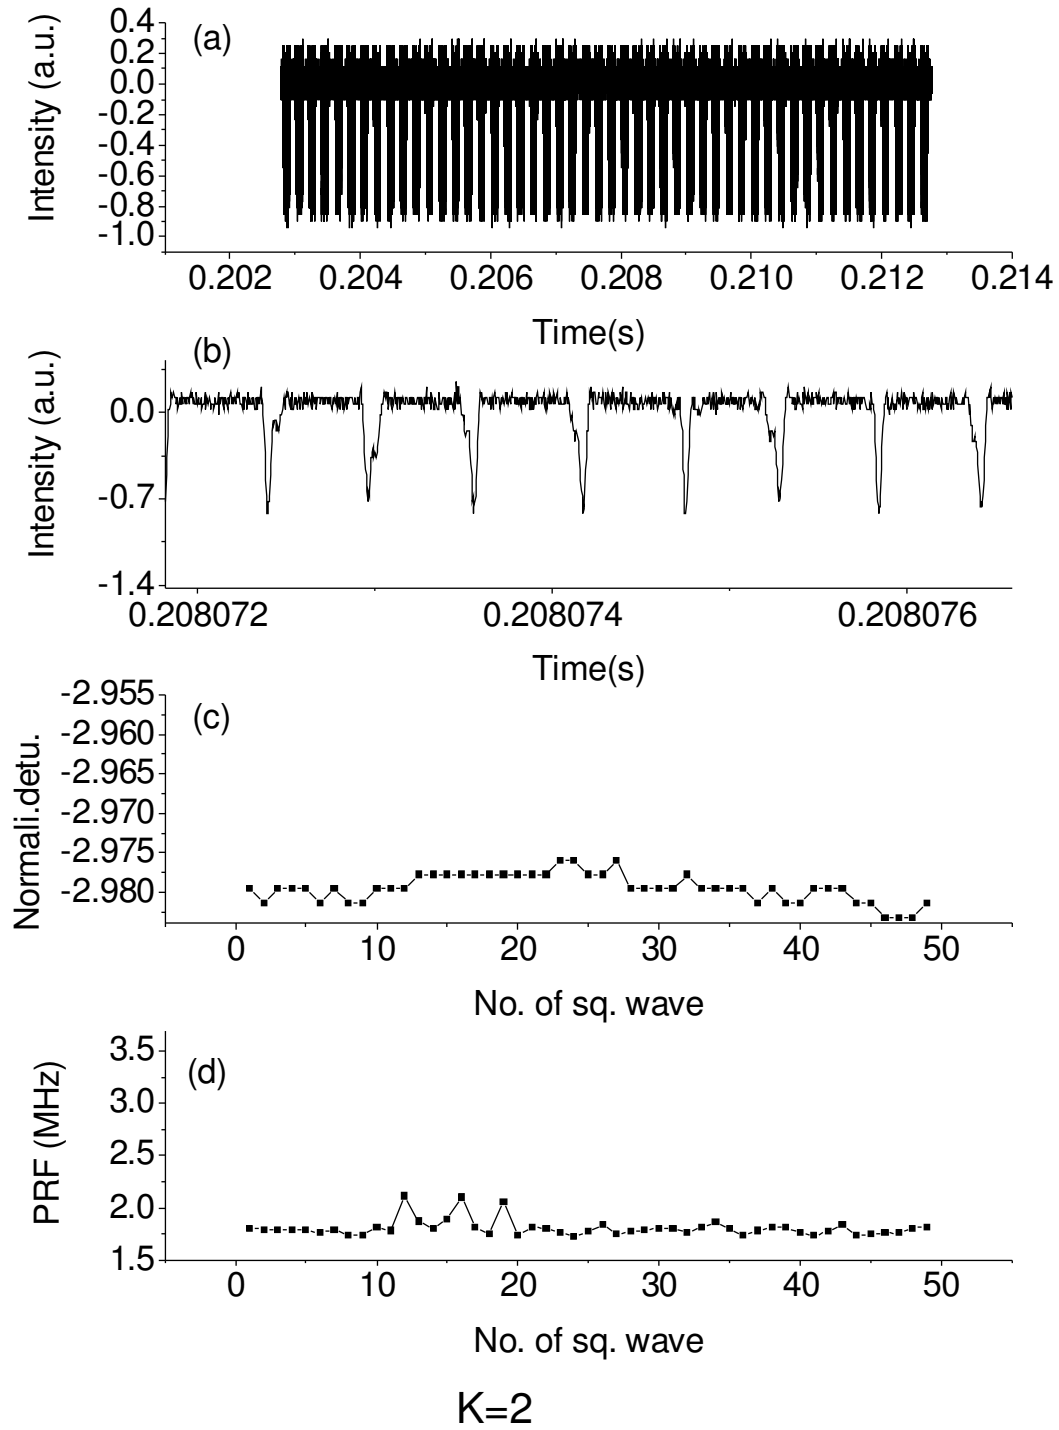 0.4
(a)
0.2
0.0
-0.2
-0.4
-0.6
-0.8
-1.0
Intensity (a.u.)
0.202 0.204 0.206 0.208 0.210 0.212 0.214
Time(s)
(b)
0.0
-0.7
-1.4
Intensity (a.u.)
0.208072 0.208074 0.208076
Time(s)
-2.955
(c)
-2.960
-2.965
-2.970
-2.975
-2.980
Normali.detu.
0 10 20 30 40 50
No. of sq. wave
3.5
(d)
3.0
2.5
2.0
1.5
PRF (MHz)
0 10 20 30 40 50
No. of sq. wave
K=2